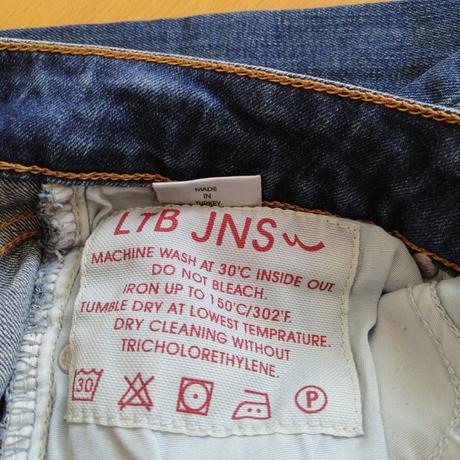 MADE
IN
TURKEY
LTB JNS
MACHINE WASH AT 30°C INSIDE OUT.
DO NOT BLEACH.
IRON UP TO 150°C/302°F.
TUMBLE DRY AT LOWEST TEMPRATURE.
DRY CLEANING WITHOUT
TRICHOLORETHYLENE.
30 P